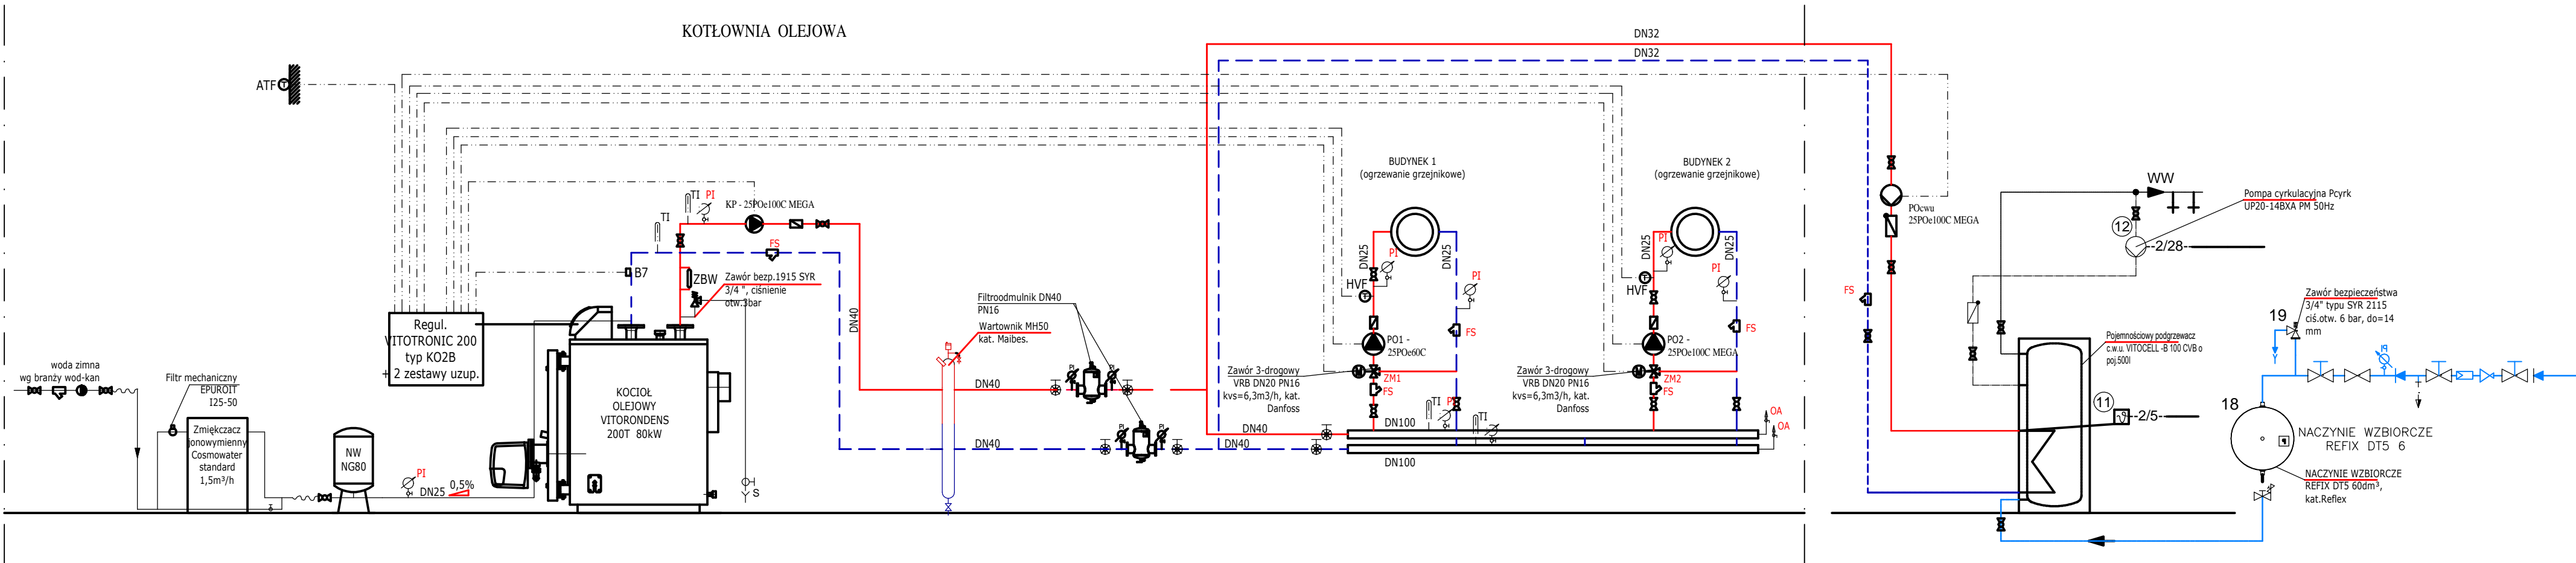 KOTŁOWNIA OLEJOWA
DN32
DN32
ATF
BUDYNEK 1
(ogrzewanie grzejnikowe)
BUDYNEK 2
(ogrzewanie grzejnikowe)
WW
Pompa cyrkulacyjna Pcyrk
UP20-14BXA PM 50Hz
12
2/28
TI
TI
PI
KP - 25POe100C MEGA
FS
POcwu
25POe100C MEGA
DN25
DN25
PI
PI
HVF
FS
DN25
DN25
PI
PI
HVF
FS
B7
ZBW
Zawór bezp.1915 SYR
3/4 ", ciśnienie
otw.3bar
Filtroodmulnik DN40
PN16
Wartownik MH50
kat. Maibes.
DN40
FS
19
Zawór bezpieczeństwa
3/4" typu SYR 2115
ciś.otw. 6 bar, do=14
mm
Regul.
VITOTRONIC 200
typ KO2B
+ 2 zestawy uzup.
PO1 -
25POe60C
PO2 -
25POe100C MEGA
Pojemnościowy podgrzewacz
c.w.u. VITOCELL -B 100 CVB o
poj.500l
woda zimna
wg branży wod-kan
Filtr mechaniczny
EPUROIT
I25-50
Zawór 3-drogowy
VRB DN20 PN16
kvs=6,3m3/h, kat.
Danfoss
ZM1
FS
Zawór 3-drogowy
VRB DN20 PN16
kvs=6,3m3/h, kat.
Danfoss
ZM2
FS
PI
KOCIOŁ
OLEJOWY
VITORONDENS
200T 80kW
DN40
PI
PI
TI
PI
TI
OA
OA
11
2/5
18
Zmiękczacz
jonowymienny
Cosmowater
standard
1,5m³/h
NW
NG80
DN40
DN100
DN40
PI
PI
DN40
DN100
NACZYNIE WZBIORCZE
REFIX DT5 6
PI
DN25
0,5%
S
NACZYNIE WZBIORCZE
REFIX DT5 60dm³,
kat.Reflex